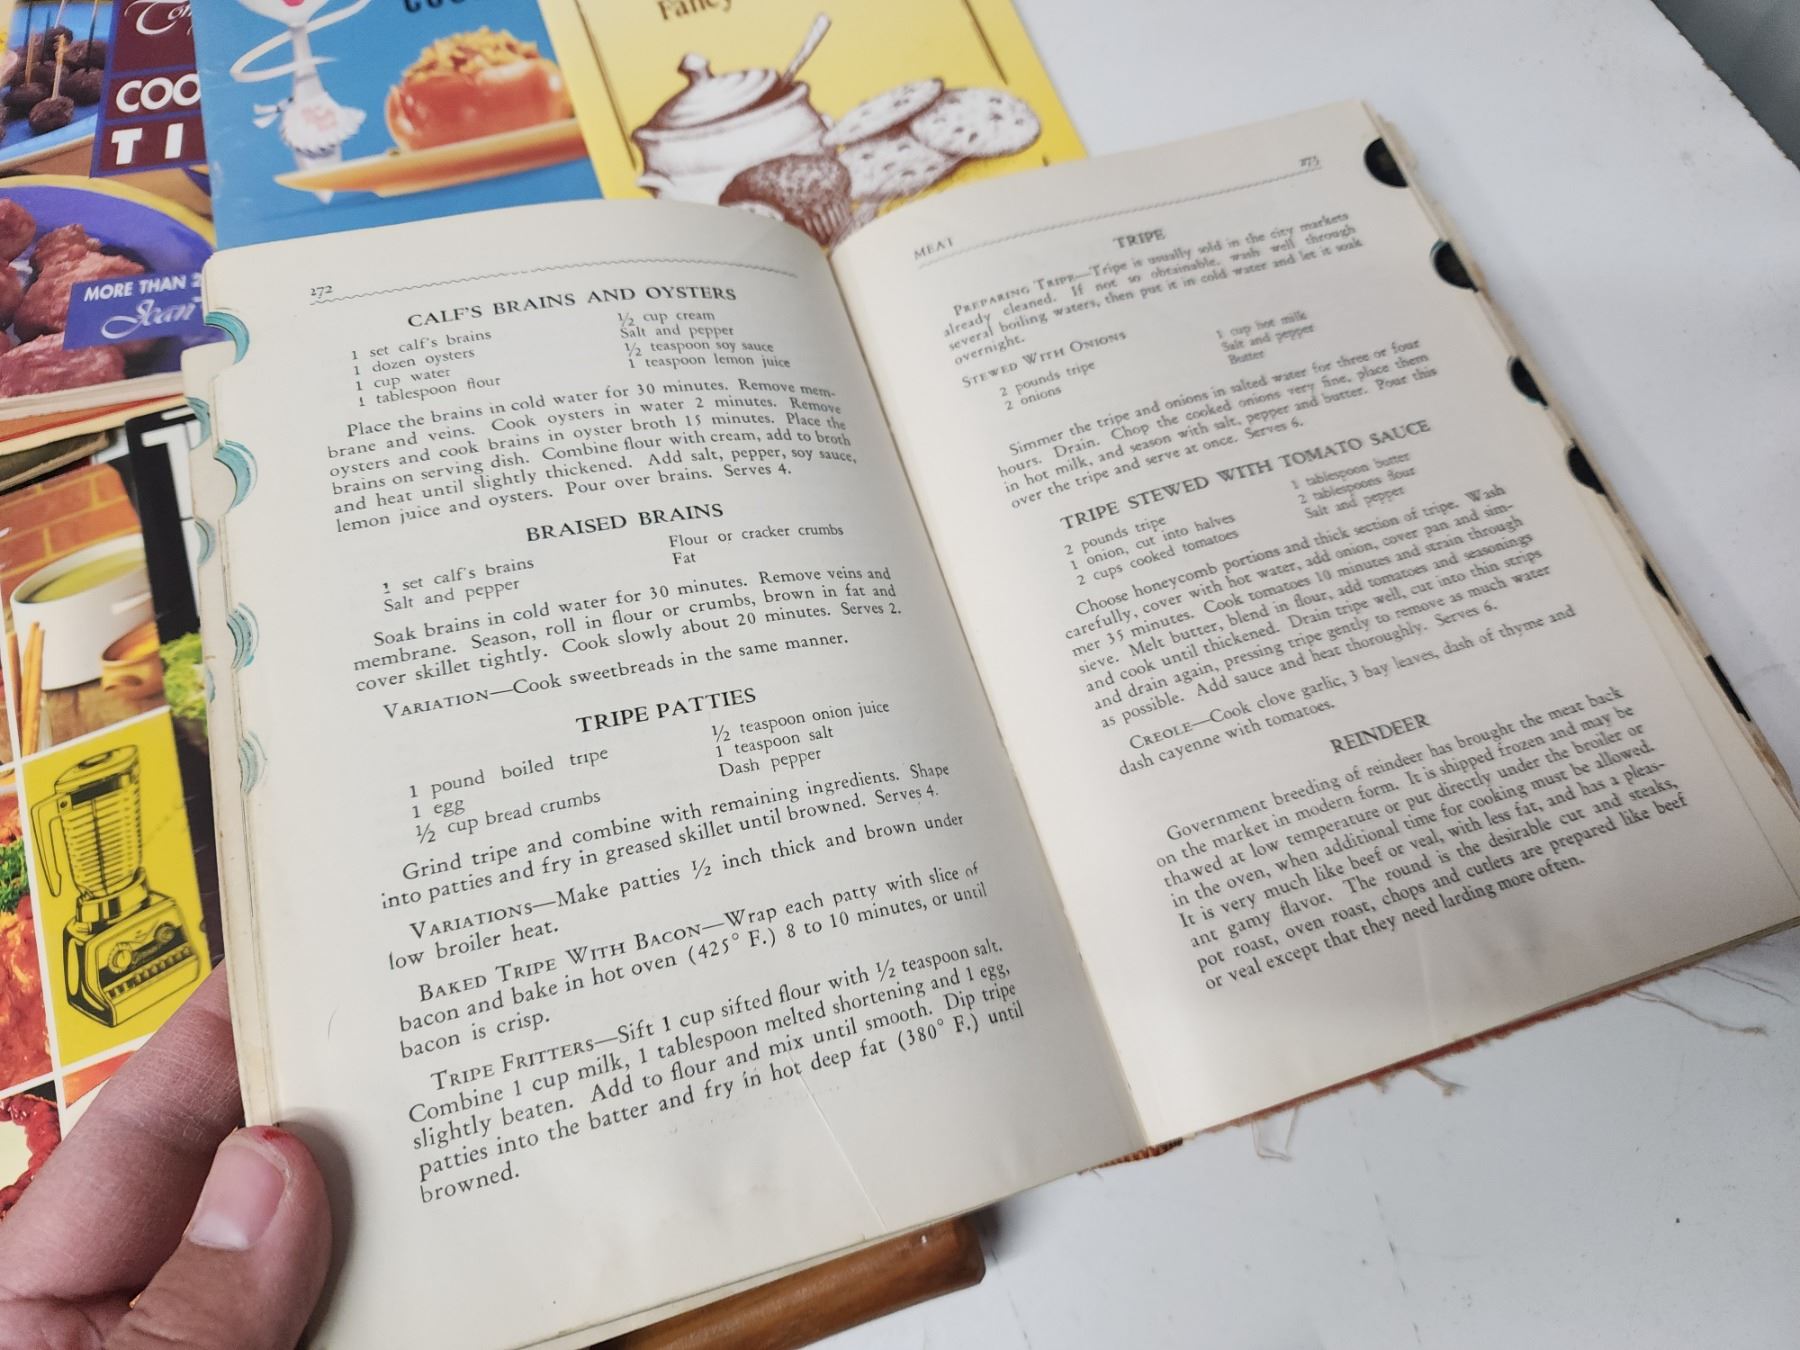 COO
TI
MORE THAN 2
Jean
Fancy
272
CALF'S BRAINS AND OYSTERS
1 set calf's brains
1 dozen oysters
1 cup water
1 tablespoon flour
½ cup cream
Salt and pepper
½ teaspoon soy sauce
1 teaspoon lemon juice
Place the brains in cold water for 30 minutes. Remove mem-
brane and veins. Cook oysters in water 2 minutes. Remove
oysters and cook brains in oyster broth 15 minutes. Place the
brains on serving dish. Combine flour with cream, add to broth
and heat until slightly thickened. Add salt, pepper, soy sauce,
lemon juice and oysters. Pour over brains. Serves 4.
BRAISED BRAINS
1 set calf's brains
Salt and pepper
Flour or cracker crumbs
Fat
Soak brains in cold water for 30 minutes. Remove veins and
membrane. Season, roll in flour or crumbs, brown in fat and
cover skillet tightly. Cook slowly about 20 minutes. Serves 2.
VARIATION—Cook sweetbreads in the same manner.
TRIPE PATTIES
1 pound boiled tripe
1 egg
½ cup bread crumbs
½ teaspoon onion juice
1 teaspoon salt
Dash pepper
Grind tripe and combine with remaining ingredients. Shape
into patties and fry in greased skillet until browned. Serves 4.
VARIATIONS—Make patties ½ inch thick and brown under
low broiler heat.
BAKED TRIPE WITH BACON—Wrap each patty with slice of
bacon and bake in hot oven (425° F.) 8 to 10 minutes, or until
bacon is crisp.
TRIPE FRITTERS—Sift 1 cup sifted flour with ½ teaspoon salt.
Combine 1 cup milk, 1 tablespoon melted shortening and 1 egg,
slightly beaten. Add to flour and mix until smooth. Dip tripe
patties into the batter and fry in hot deep fat (380° F.) until
browned.
MEAT
273
TRIPE
PREPARING TRIPE—Tripe is usually sold in the city markets
already cleaned. If not so obtainable, wash well through
several boiling waters, then put it in cold water and let it soak
overnight.
STEWED WITH ONIONS
2 pounds tripe
2 onions
1 cup hot milk
Salt and pepper
Butter
Simmer the tripe and onions in salted water for three or four
hours. Drain. Chop the cooked onions very fine, place them
in hot milk, and season with salt, pepper and butter. Pour this
over the tripe and serve at once. Serves 6.
TRIPE STEWED WITH TOMATO SAUCE
2 pounds tripe
1 onion, cut into halves
2 cups cooked tomatoes
1 tablespoon butter
2 tablespoons flour
Salt and pepper
Choose honeycomb portions and thick section of tripe. Wash
carefully, cover with hot water, add onion, cover pan and sim-
mer 35 minutes. Cook tomatoes 10 minutes and strain through
sieve. Melt butter, blend in flour, add tomatoes and seasonings
and cook until thickened. Drain tripe well, cut into thin strips
and drain again, pressing tripe gently to remove as much water
as possible. Add sauce and heat thoroughly. Serves 6.
CREOLE—Cook clove garlic, 3 bay leaves, dash of thyme and
dash cayenne with tomatoes.
REINDEER
Government breeding of reindeer has brought the meat back
on the market in modern form. It is shipped frozen and may be
thawed at low temperature or put directly under the broiler or
in the oven, when additional time for cooking must be allowed.
It is very much like beef or veal, with less fat, and has a pleas-
ant gamy flavor. The round is the desirable cut and steaks,
pot roast, oven roast, chops and cutlets are prepared like beef
or veal except that they need larding more often.